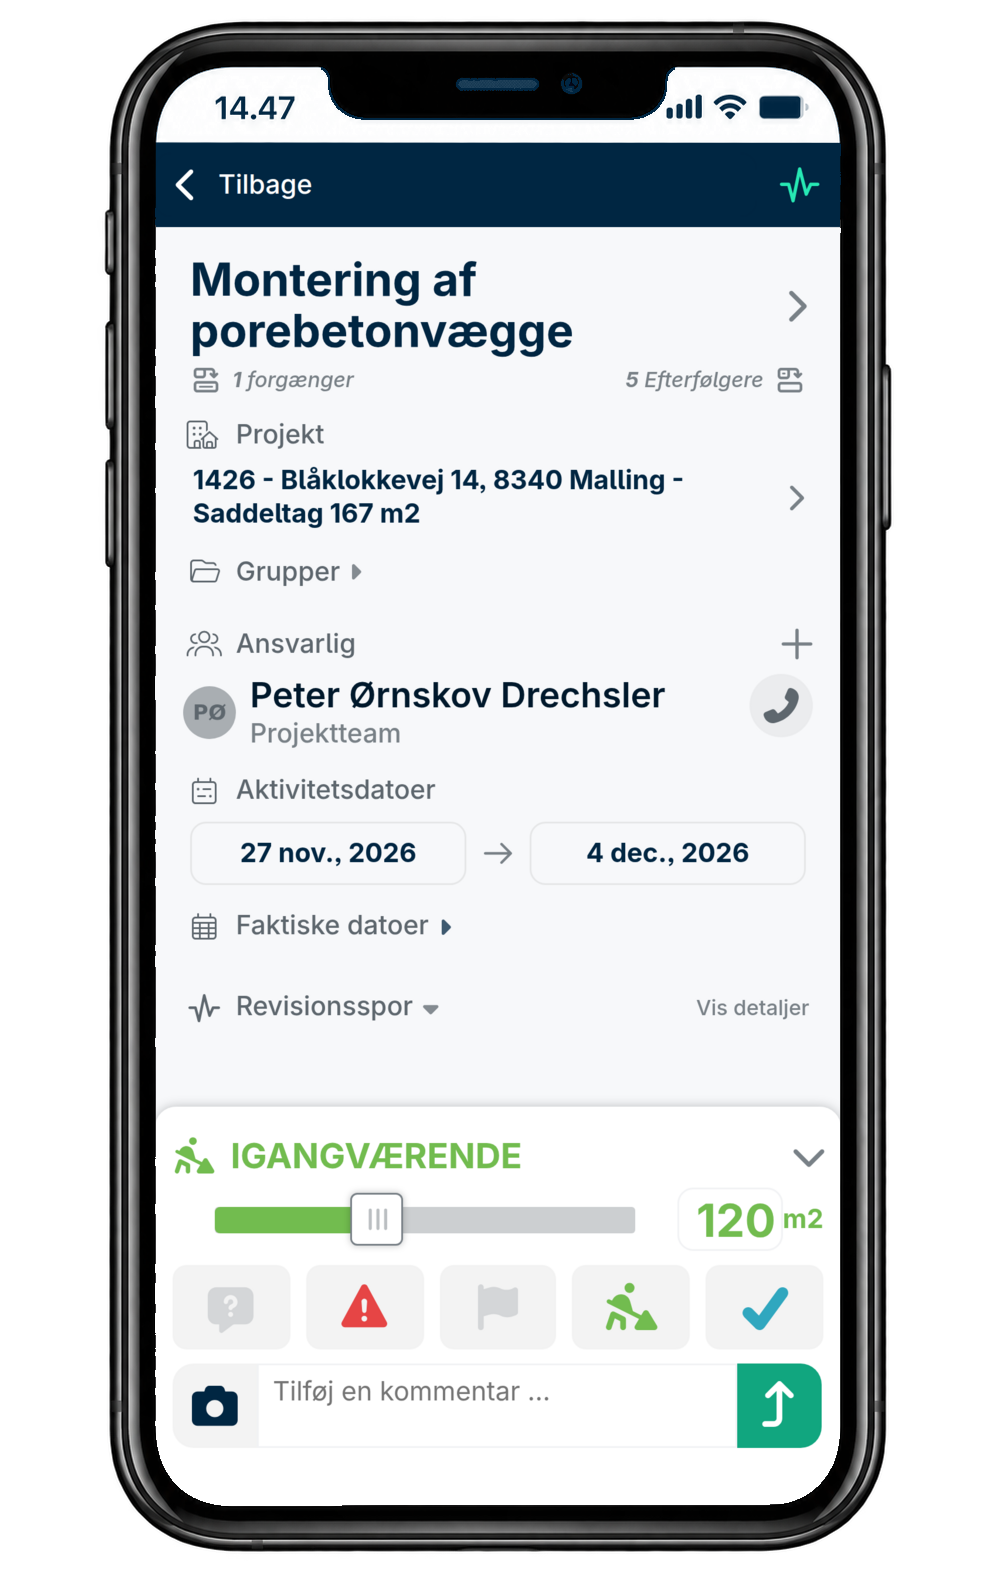 14.47
Tilbage
Montering af
porebetonvægge
1 forgænger
5 Efterfølgere
Projekt
1426 - Blåklokkevej 14, 8340 Malling -
Saddeltag 167 m2
Grupper
Ansvarlig
PØ
Peter Ørnskov Drechsler
Projektteam
Aktivitetsdatoer
27 nov., 2026
4 dec., 2026
Faktiske datoer
Revisionsspor
Vis detaljer
IGANGVÆRENDE
120 m2
Tilføj en kommentar ...